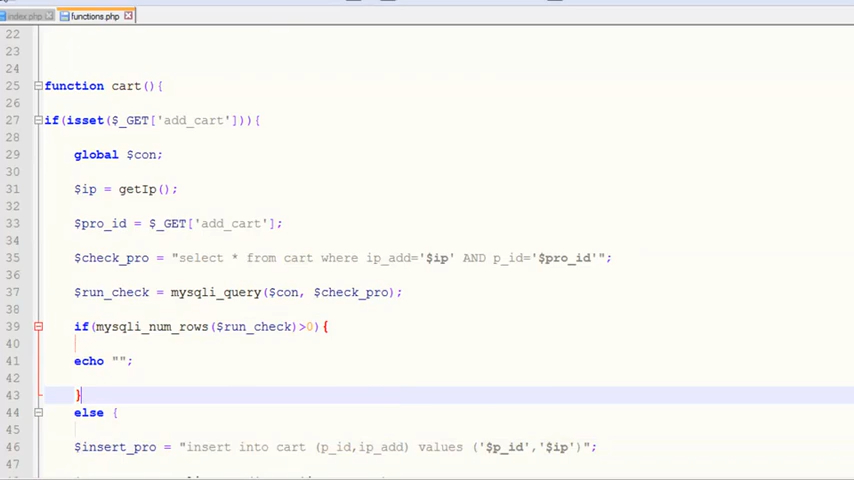 index.php functions.php
22
23
24
25 function cart(){
26
27 if(isset($_GET['add_cart'])){
28
29 global $con;
30
31 $ip = getIp();
32
33 $pro_id = $_GET['add_cart'];
34
35 $check_pro = "select * from cart where ip_add='$ip' AND p_id='$pro_id'";
36
37 $run_check = mysqli_query($con, $check_pro);
38
39 if(mysqli_num_rows($run_check)>0){
40
41 echo "";
42
43 }
44 else {
45
46 $insert_pro = "insert into cart (p_id,ip_add) values ('$p_id','$ip')";
47